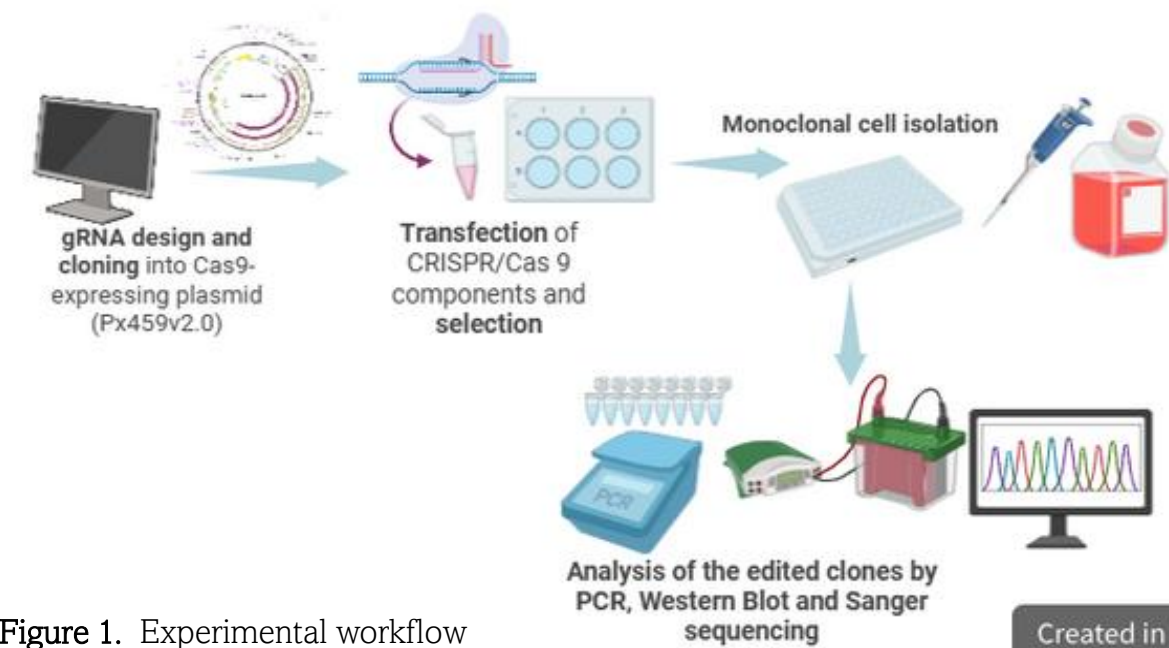 gRNA design and
cloning into Cas9-
expressing plasmid
(Px459v2.0)
Transfection of
CRISPR/Cas 9
components and
selection
Monoclonal cell isolation
PCR
Analysis of the edited clones by
PCR, Western Blot and Sanger
sequencing
Figure 1. Experimental workflow
Created in